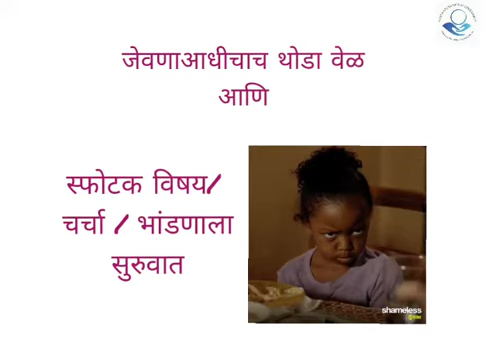 जेवणाआधीचाच थोडा वेळ
आणि
स्फोटक विषय/
चर्चा / भांडणाला
सुरुवात
shameless